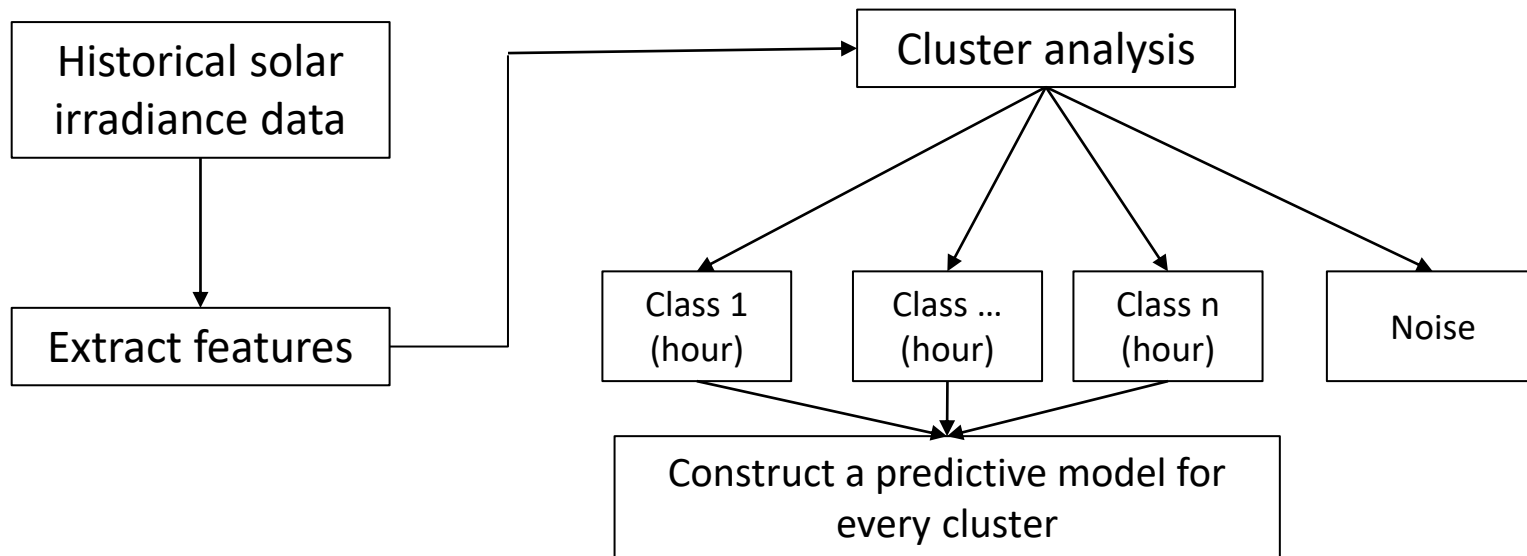 Historical solar
irradiance data
Extract features
Cluster analysis
Class 1
(hour)
Class ...
(hour)
Class n
(hour)
Noise
Construct a predictive model for
every cluster